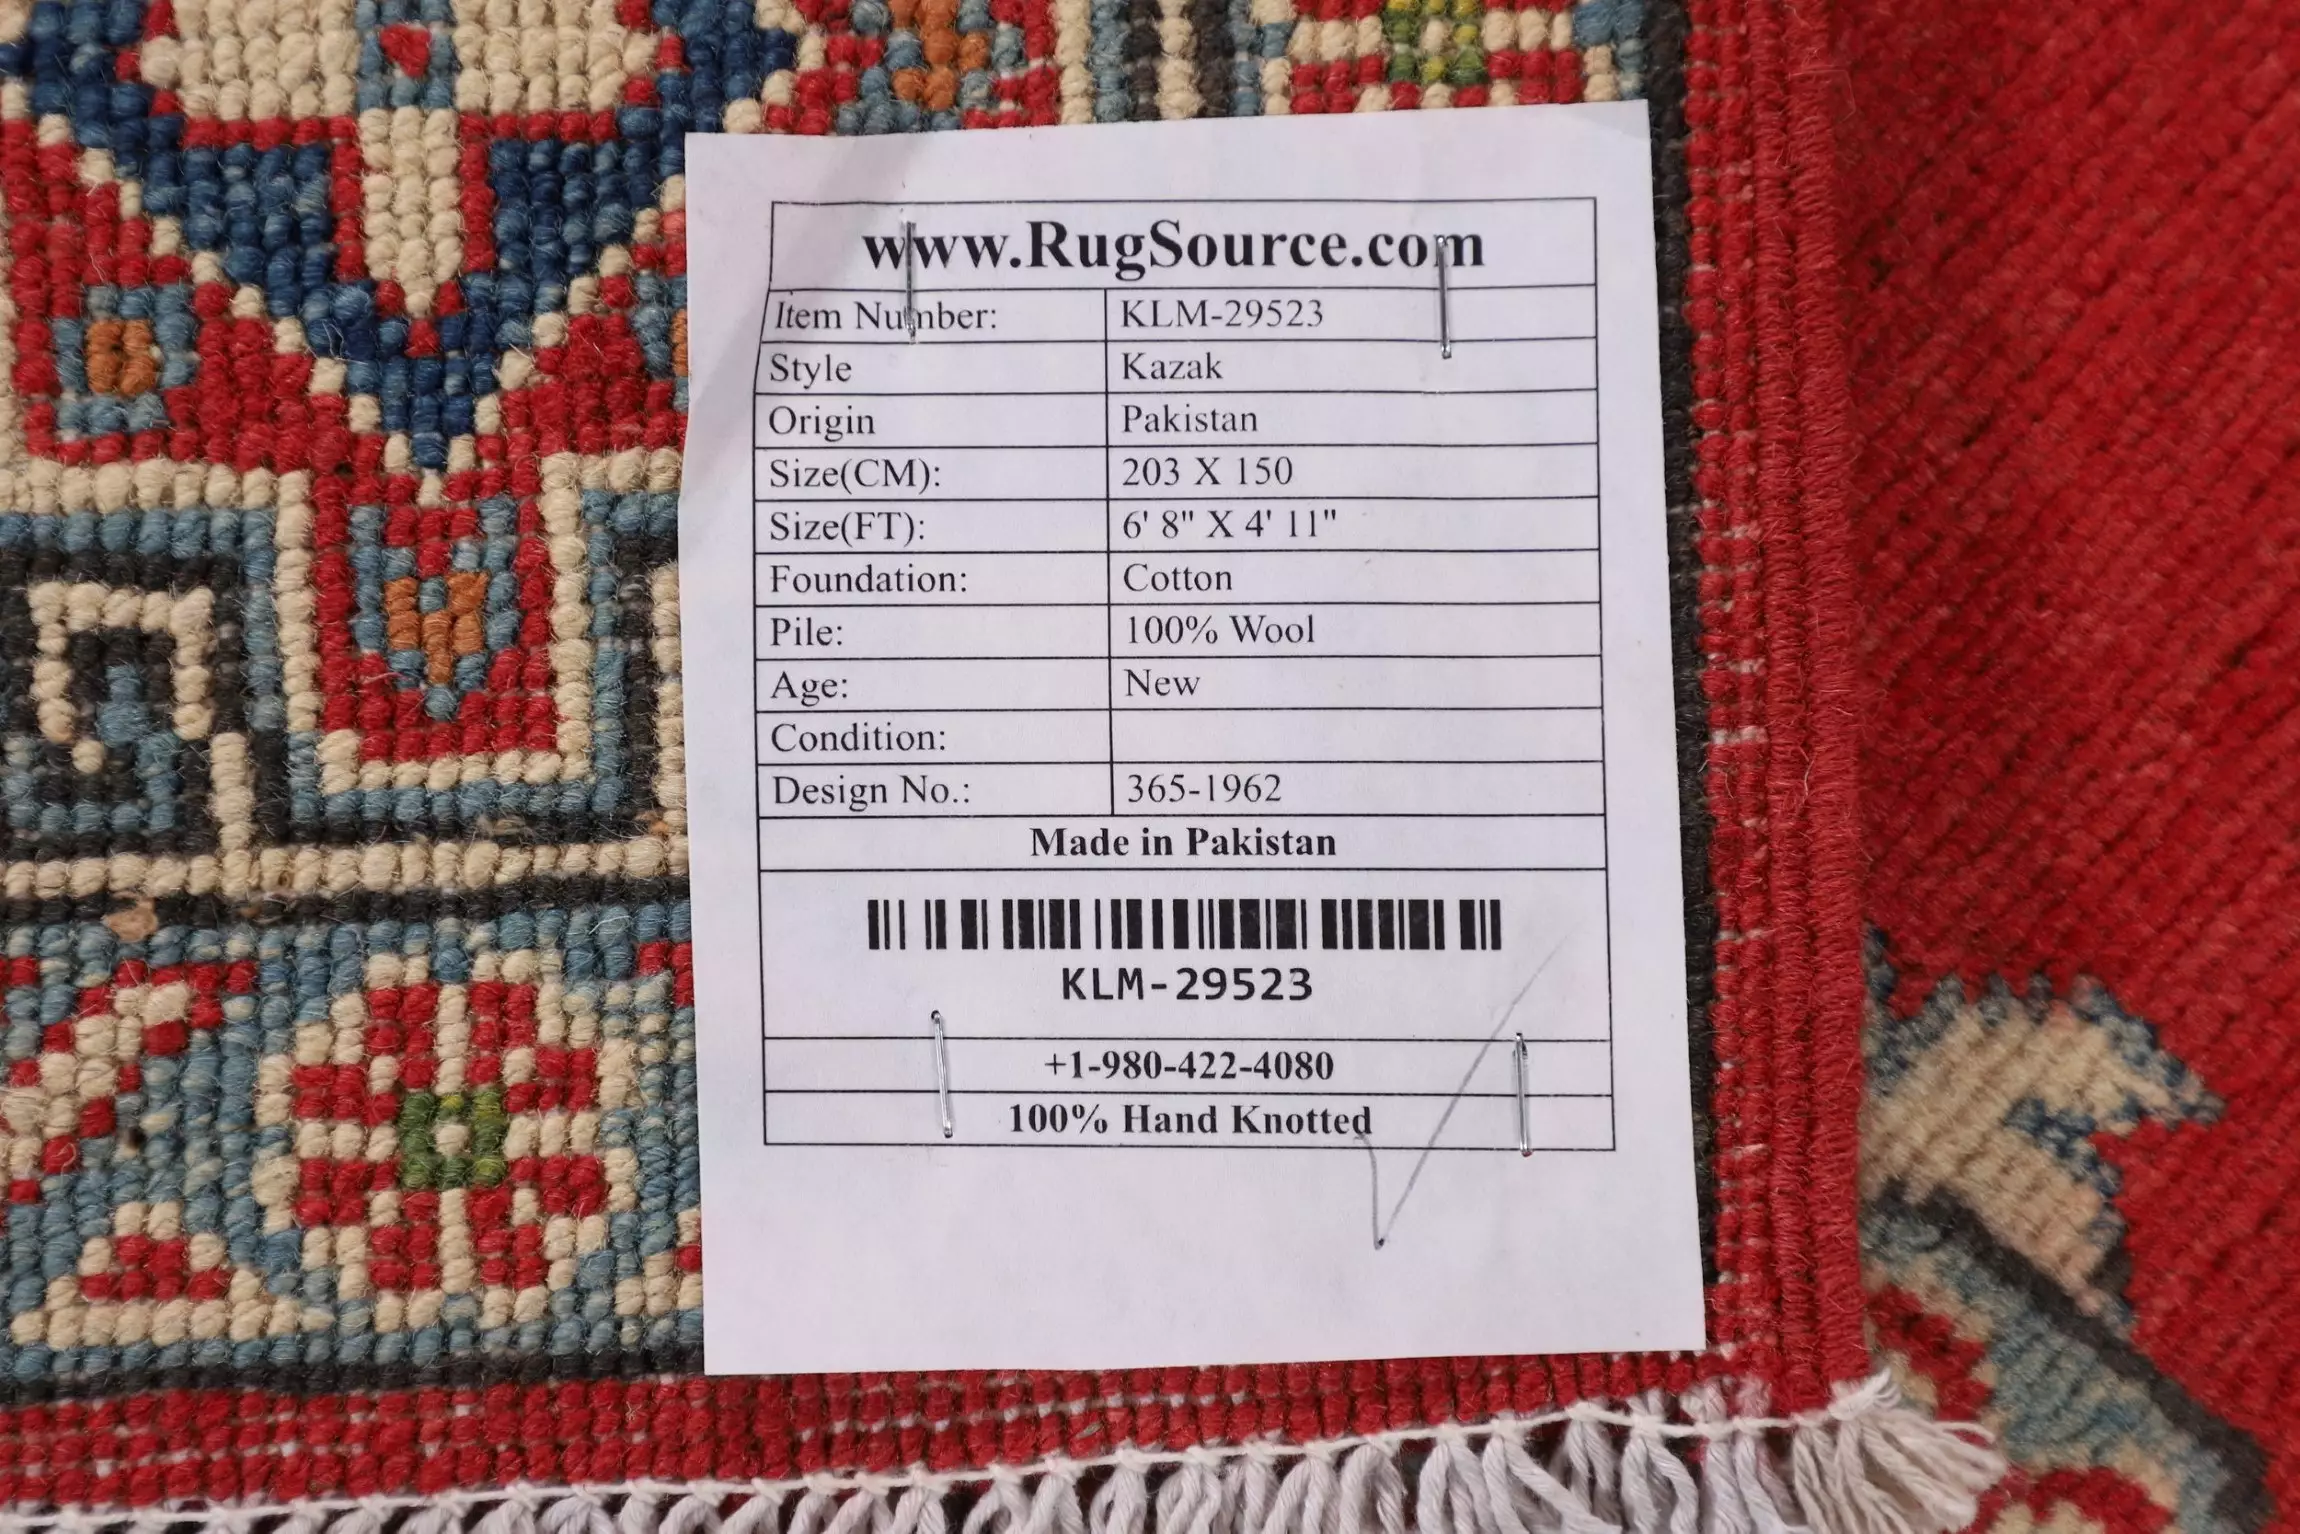 www.RugSource.com
Item Number: KLM-29523
Style Kazak
Origin Pakistan
Size(CM): 203 X 150
Size(FT): 6' 8" X 4' 11"
Foundation: Cotton
Pile: 100% Wool
Age: New
Condition:
Design No.: 365-1962
Made in Pakistan
KLM-29523
+1-980-422-4080
100% Hand Knotted